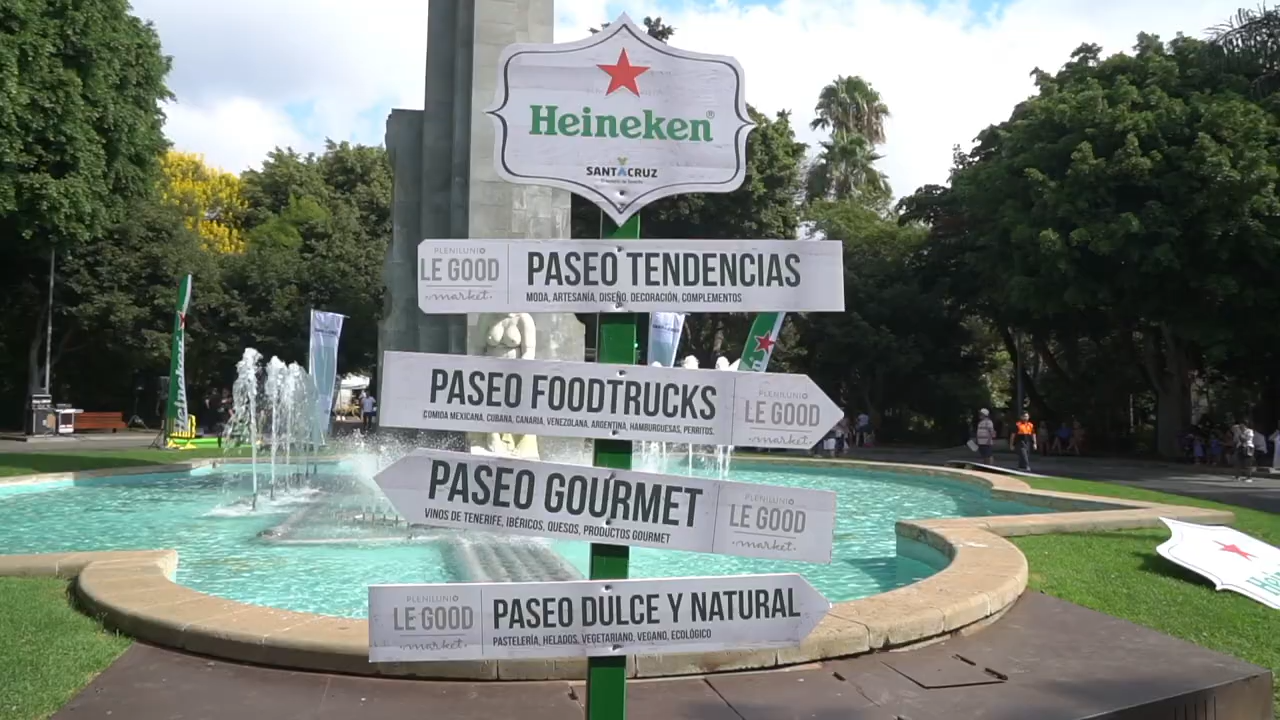 Heineken®
SANTACRUZ
PLENILUNIO
LE GOOD
market
PASEO TENDENCIAS
MODA, ARTESANÍA, DISEÑO, DECORACIÓN, COMPLEMENTOS
PASEO FOODTRUCKS
COMIDA MEXICANA, CUBANA, CANARIA, VENEZOLANA, ARGENTINA, HAMBURGUESAS, PERRITOS.
PLENILUNIO
LE GOOD
market
PASEO GOURMET
VINOS DE TENERIFE, IBÉRICOS, QUESOS, PRODUCTOS GOURMET
PLENILUNIO
LE GOOD
market
PLENILUNIO
LE GOOD
market
PASEO DULCE Y NATURAL
PASTELERÍA, HELADOS, VEGETARIANO, VEGANO, ECOLÓGICO
Heineken